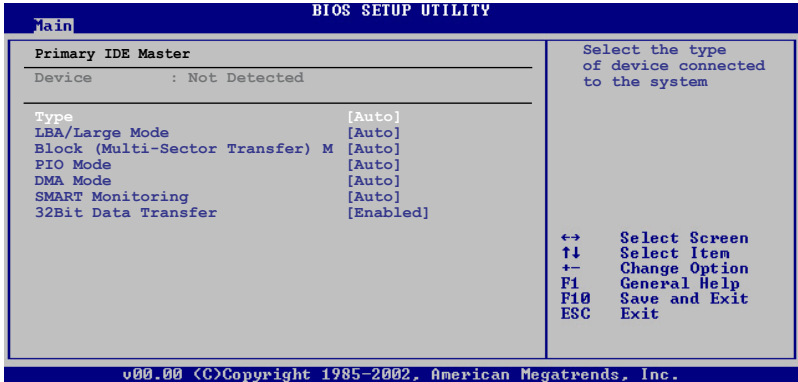 BIOS SETUP UTILITY
Main
Primary IDE Master
Device : Not Detected
Type [Auto]
LBA/Large Mode [Auto]
Block (Multi-Sector Transfer) M [Auto]
PIO Mode [Auto]
DMA Mode [Auto]
SMART Monitoring [Auto]
32Bit Data Transfer [Enabled]
Select the type
of device connected
to the system
←→ Select Screen
↑↓ Select Item
+- Change Option
F1 General Help
F10 Save and Exit
ESC Exit
v00.00 (C)Copyright 1985-2002, American Megatrends, Inc.